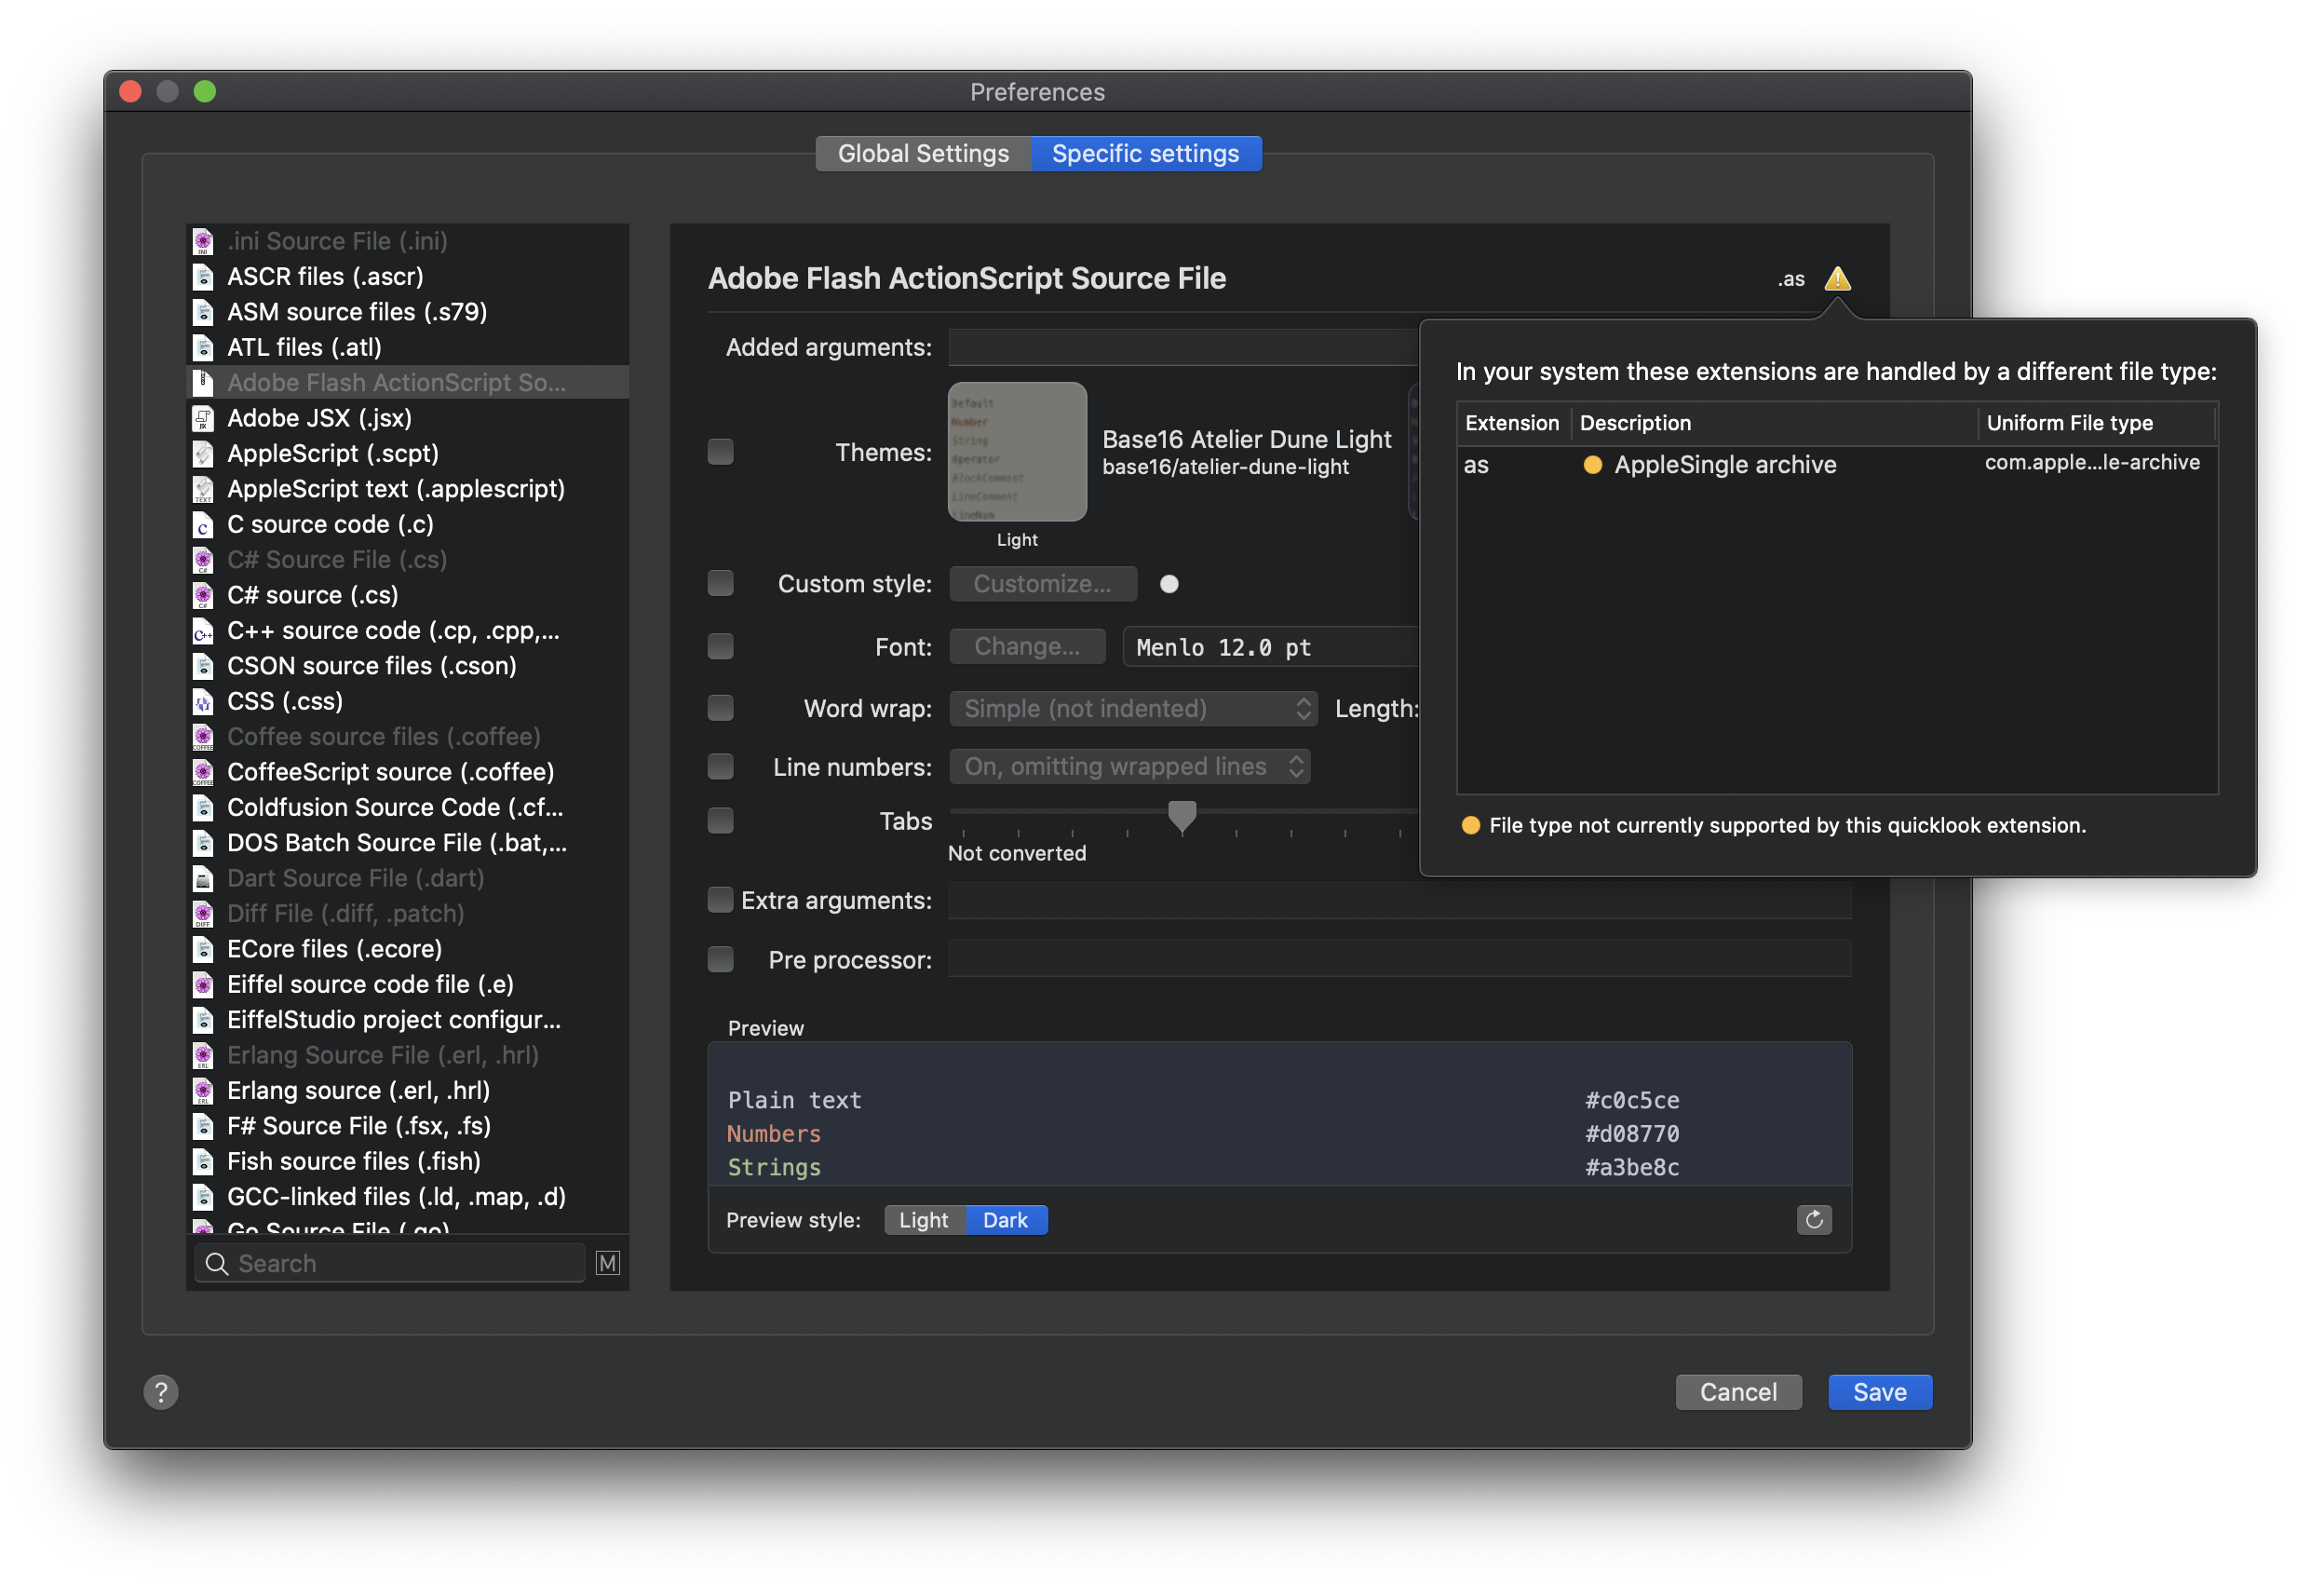 Preferences
Global Settings
Specific settings
.ini Source File (.ini)
ASCR files (.ascr)
ASM source files (.s79)
ATL files (.atl)
Adobe Flash ActionScript So...
Adobe JSX (.jsx)
AppleScript (.scpt)
AppleScript text (.applescript)
C source code (.c)
C# Source File (.cs)
C# source (.cs)
C++ source code (.cp, .cpp,...
CSON source files (.cson)
CSS (.css)
Coffee source files (.coffee)
CoffeeScript source (.coffee)
Coldfusion Source Code (.cf...
DOS Batch Source File (.bat,...
Dart Source File (.dart)
Diff File (.diff, .patch)
ECore files (.ecore)
Eiffel source code file (.e)
EiffelStudio project configur...
Erlang Source File (.erl, .hrl)
Erlang source (.erl, .hrl)
F# Source File (.fsx, .fs)
Fish source files (.fish)
GCC-linked files (.ld, .map, .d)
Go Source File (.go)
Search
M
Adobe Flash ActionScript Source File
.as
Added arguments:
Themes:
Default
Number
String
Operator
BlockComment
LineComment
LineNum
Light
Base16 Atelier Dune Light
base16/atelier-dune-light
Custom style:
Customize...
Font:
Change...
Menlo 12.0 pt
Word wrap:
Simple (not indented)
Length:
Line numbers:
On, omitting wrapped lines
Tabs
Not converted
Extra arguments:
Pre processor:
Preview
Plain text #c0c5ce
Numbers #d08770
Strings #a3be8c
Preview style:
Light
Dark
In your system these extensions are handled by a different file type:
Extension Description Uniform File type
as AppleSingle archive com.apple...le-archive
File type not currently supported by this quicklook extension.
?
Cancel
Save